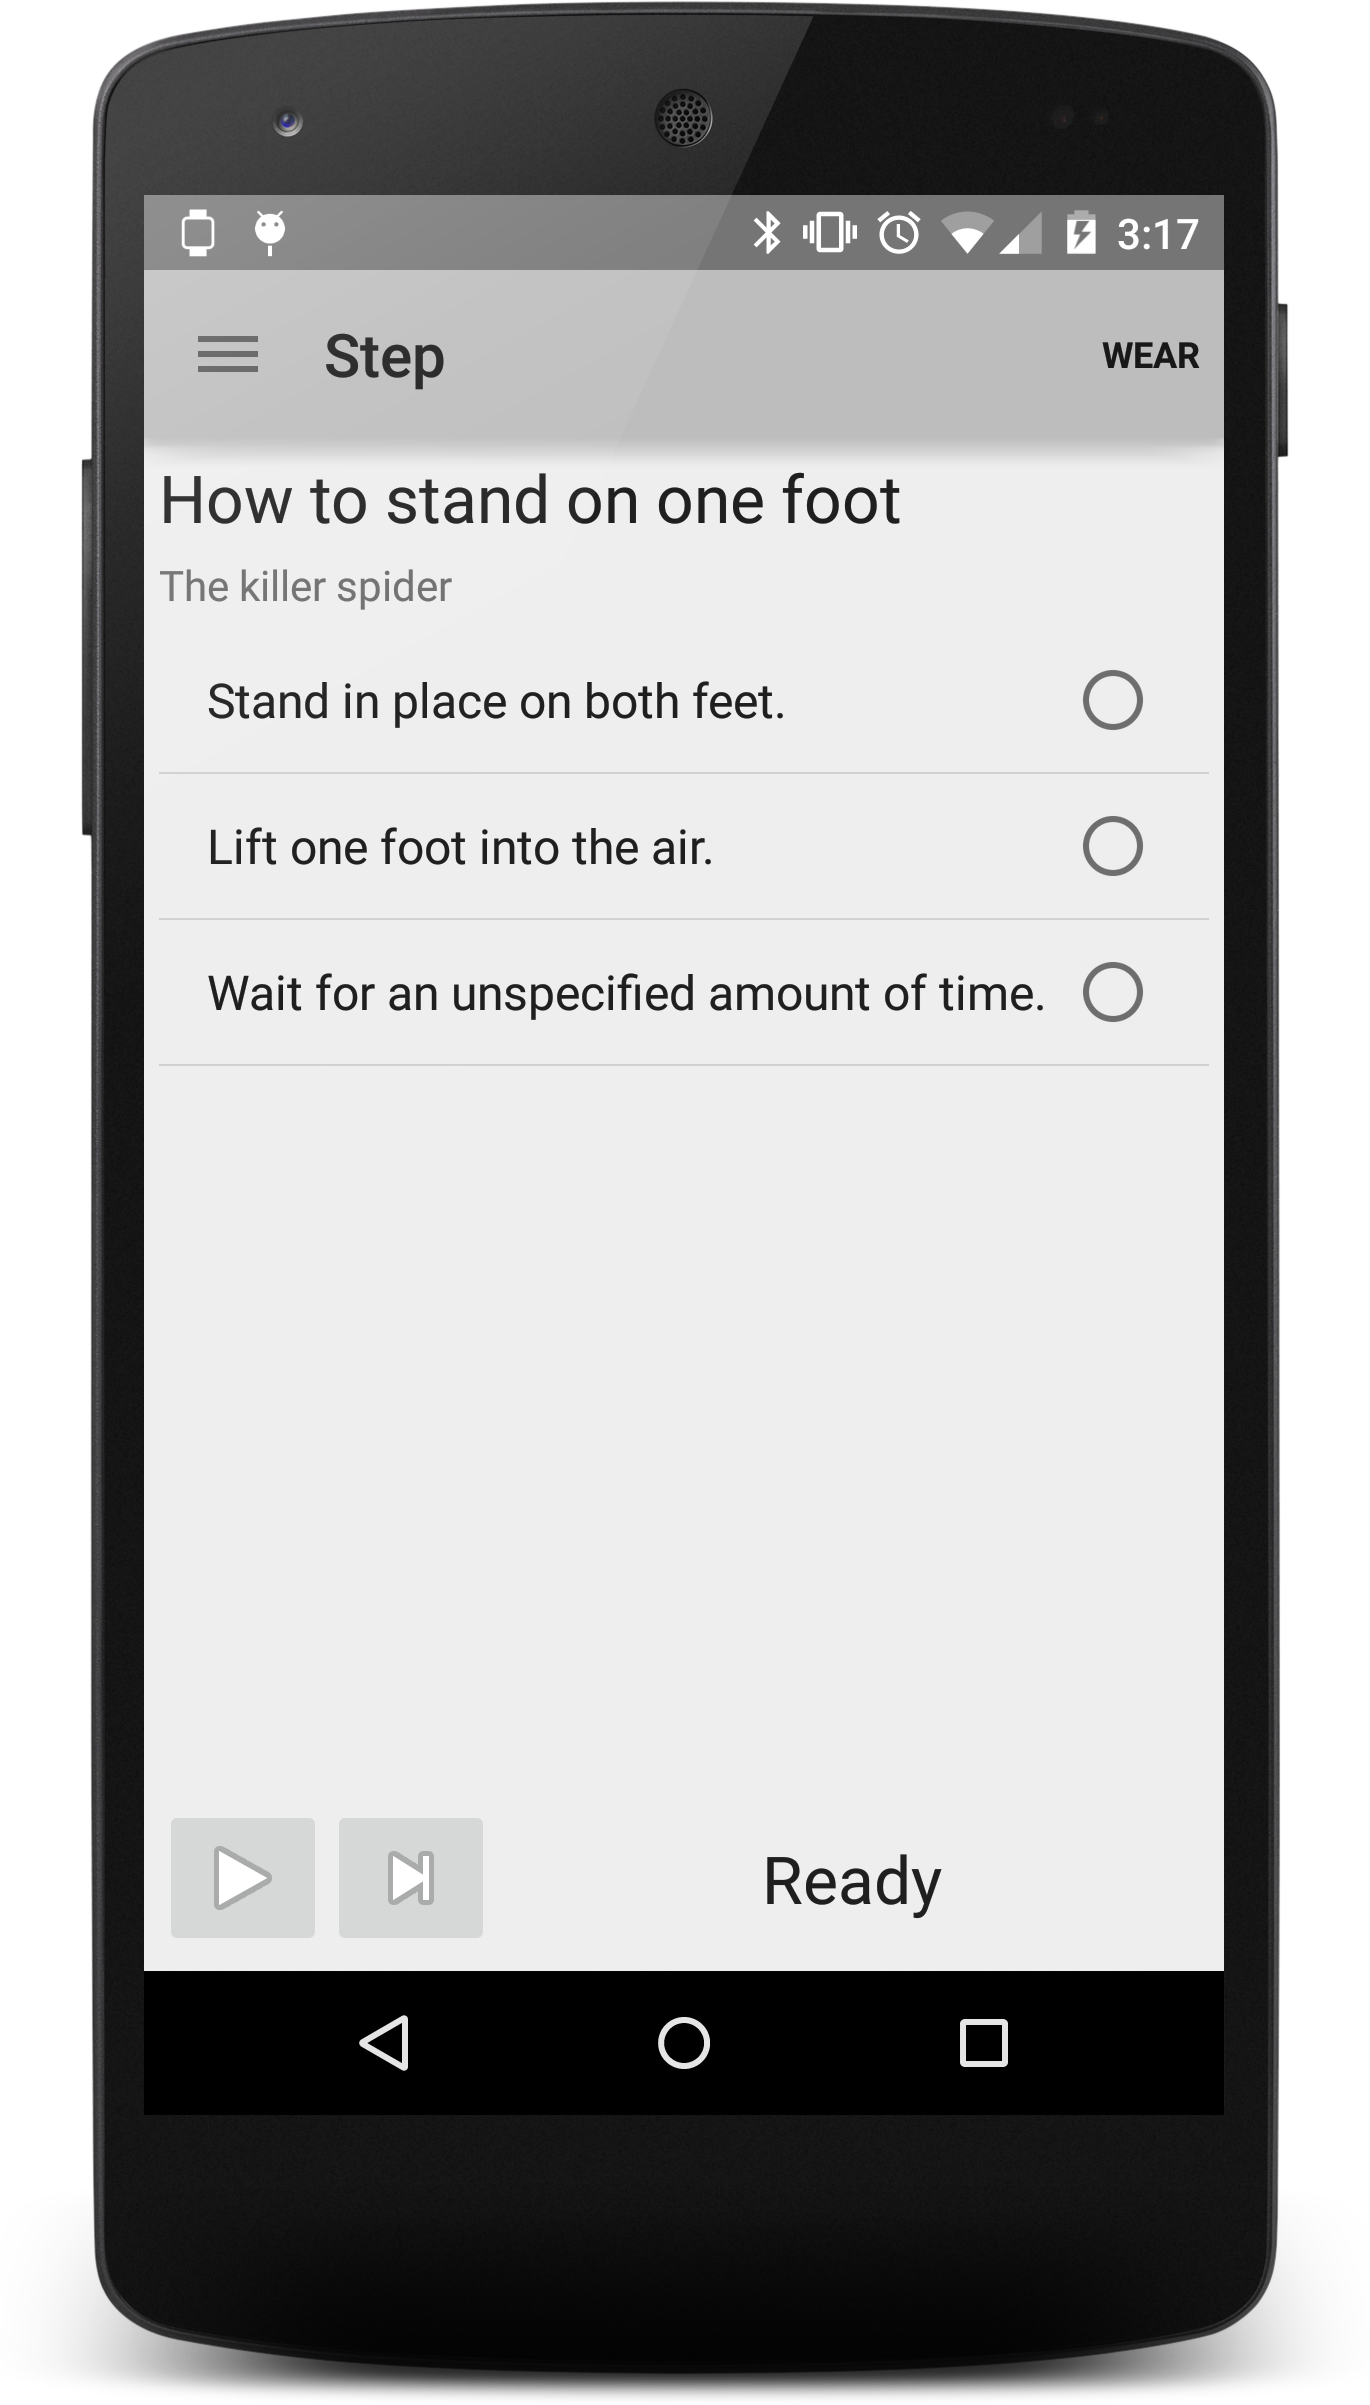 3:17
Step
WEAR
How to stand on one foot
The killer spider
Stand in place on both feet.
Lift one foot into the air.
Wait for an unspecified amount of time.
Ready